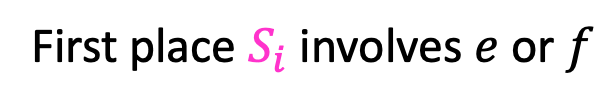 First place 𝑆ᵢ involves 𝑒 or 𝑓